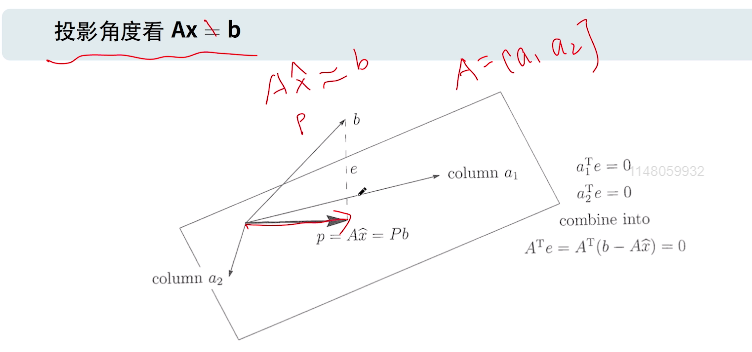 投影角度看 Ax = b
Ax̂ ≈ b
p
A = [a₁ a₂]
b
e
column a₁
p = Ax̂ = Pb
column a₂
a₁ᵀe = 0
1148059932
a₂ᵀe = 0
combine into
Aᵀe = Aᵀ(b − Ax̂) = 0